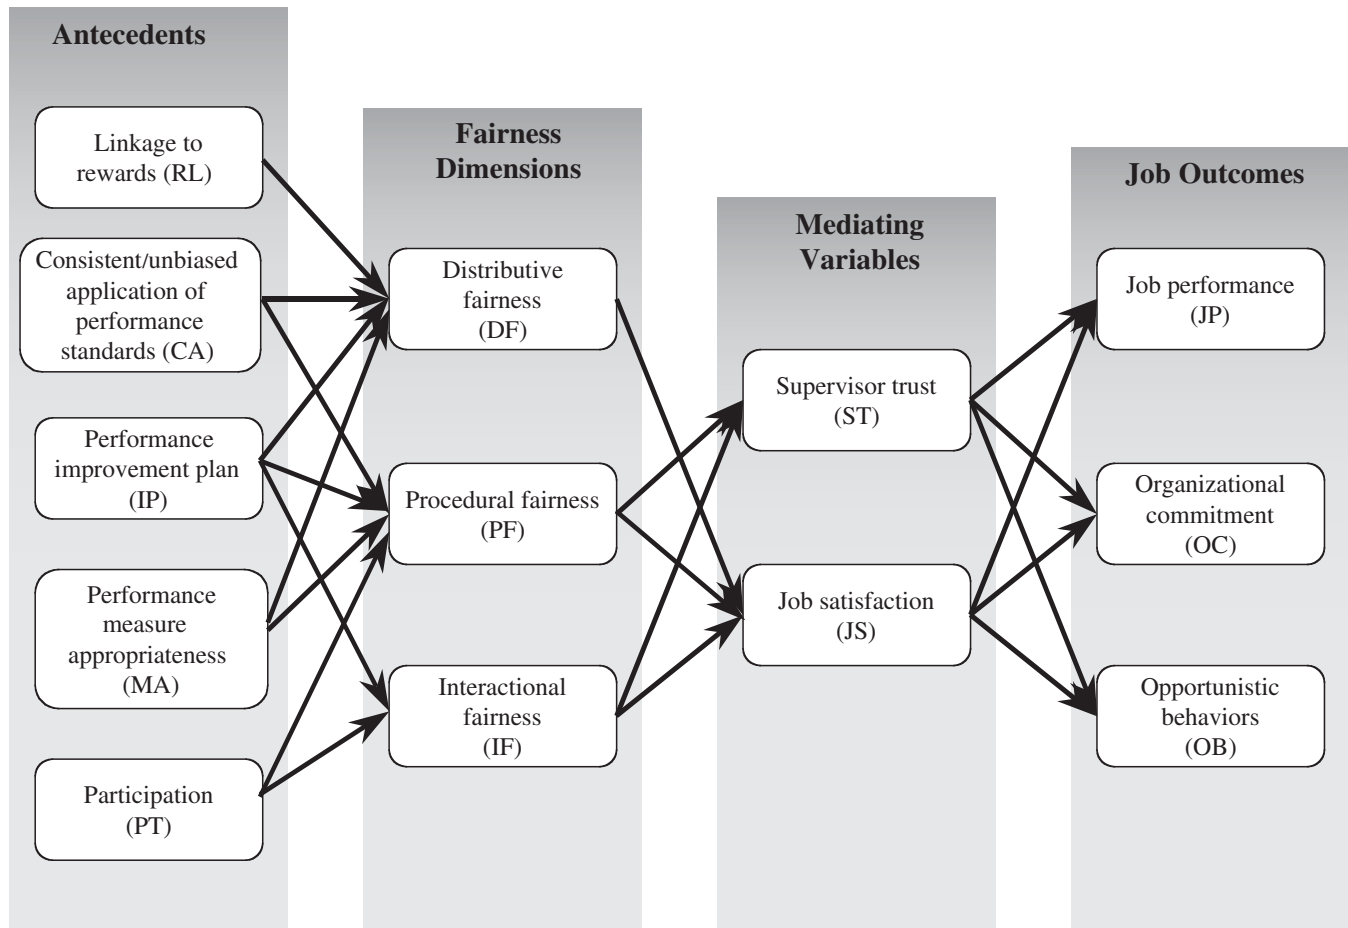 Antecedents
Linkage to
rewards (RL)
Consistent/unbiased
application of
performance
standards (CA)
Performance
improvement plan
(IP)
Performance
measure
appropriateness
(MA)
Participation
(PT)
Fairness
Dimensions
Distributive
fairness
(DF)
Procedural fairness
(PF)
Interactional
fairness
(IF)
Mediating
Variables
Supervisor trust
(ST)
Job satisfaction
(JS)
Job Outcomes
Job performance
(JP)
Organizational
commitment
(OC)
Opportunistic
behaviors
(OB)